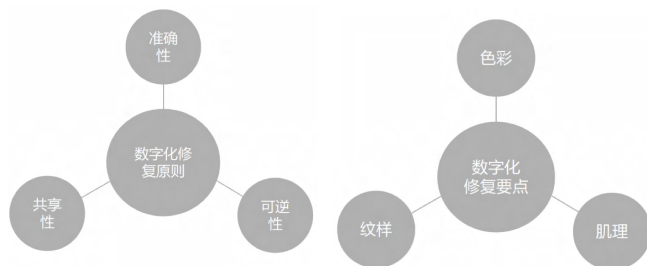 准确
性
数字化修
复原则
共享
性
可逆
性
色彩
数字化
修复要点
纹样
肌理